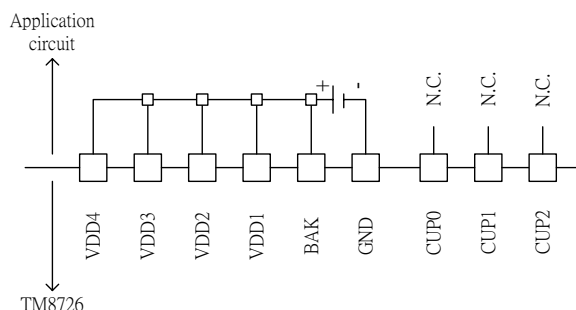 Application
circuit
+
-
N.C.
N.C.
N.C.
VDD4
VDD3
VDD2
VDD1
BAK
GND
CUP0
CUP1
CUP2
TM8726